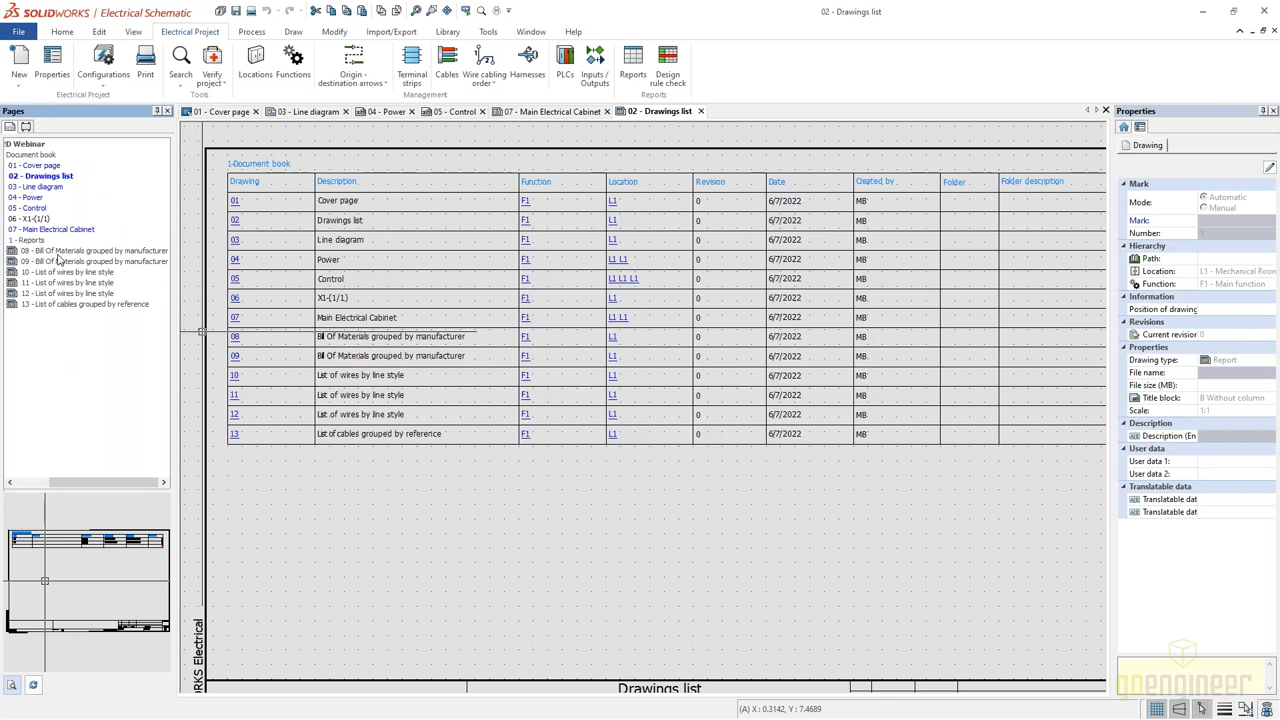 SOLIDWORKS Electrical Schematic
02 - Drawings list
File Home Edit View Electrical Project Process Draw Modify Import/Export Library Tools Window Help
New Properties Configurations Print Search Verify project Locations Functions Origin - destination arrows Terminal strips Cables Wire cabling order Harnesses PLCs Inputs / Outputs Reports Design rule check
Electrical Project Management Reports
Pages
01 - Cover page 03 - Line diagram 04 - Power 05 - Control 07 - Main Electrical Cabinet 02 - Drawings list
Properties
D Webinar
Document book
01 - Cover page
02 - Drawings list
03 - Line diagram
04 - Power
05 - Control
06 - X1-(1/1)
07 - Main Electrical Cabinet
1 - Reports
08 - Bill Of Materials grouped by manufacturer
09 - Bill Of Materials grouped by manufacturer
10 - List of wires by line style
11 - List of wires by line style
12 - List of wires by line style
13 - List of cables grouped by reference
1-Document book
Drawing Description Function Location Revision Date Created by Folder Folder description
01 Cover page F1 L1 0 6/7/2022 MB
02 Drawings list F1 L1 0 6/7/2022 MB
03 Line diagram F1 L1 0 6/7/2022 MB
04 Power F1 L1 L1 0 6/7/2022 MB
05 Control F1 L1 L1 L1 0 6/7/2022 MB
06 X1-(1/1) F1 L1 0 6/7/2022 MB
07 Main Electrical Cabinet F1 L1 L1 0 6/7/2022 MB
08 Bill Of Materials grouped by manufacturer F1 L1 0 6/7/2022 MB
09 Bill Of Materials grouped by manufacturer F1 L1 0 6/7/2022 MB
10 List of wires by line style F1 L1 0 6/7/2022 MB
11 List of wires by line style F1 L1 0 6/7/2022 MB
12 List of wires by line style F1 L1 0 6/7/2022 MB
13 List of cables grouped by reference F1 L1 0 6/7/2022 MB
RKS Electrical
Drawings list
Drawing
Mark
Mode: Automatic
Manual
Mark:
Number: 1
Hierarchy
Path:
Location: L1 - Mechanical Roor
Function: F1 - Main function
Information
Position of drawing
Revisions
Current revisior 0
Properties
Drawing type: Report
File name:
File size (MB):
Title block: B Without column
Scale: 1:1
Description
Description (En
User data
User data 1:
User data 2:
Translatable data
Translatable dat
Translatable dat
goengineer
(A) X : 0.3142, Y : 7.4689